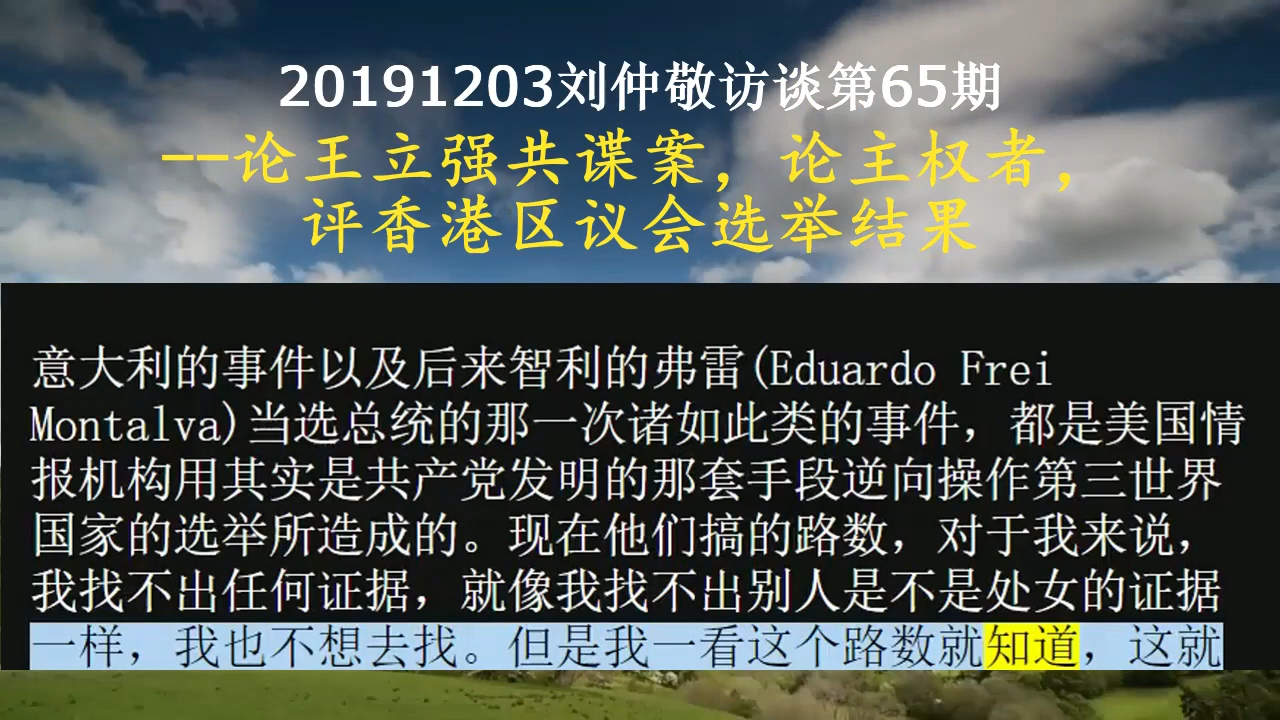 20191203刘仲敬访谈第65期
--论王立强共谍案，论主权者，
评香港区议会选举结果
意大利的事件以及后来智利的弗雷(Eduardo Frei
Montalva)当选总统的那一次诸如此类的事件，都是美国情
报机构用其实是共产党发明的那套手段逆向操作第三世界
国家的选举所造成的。现在他们搞的路数，对于我来说，
我找不出任何证据，就像我找不出别人是不是处女的证据
一样，我也不想去找。但是我一看这个路数就知道，这就